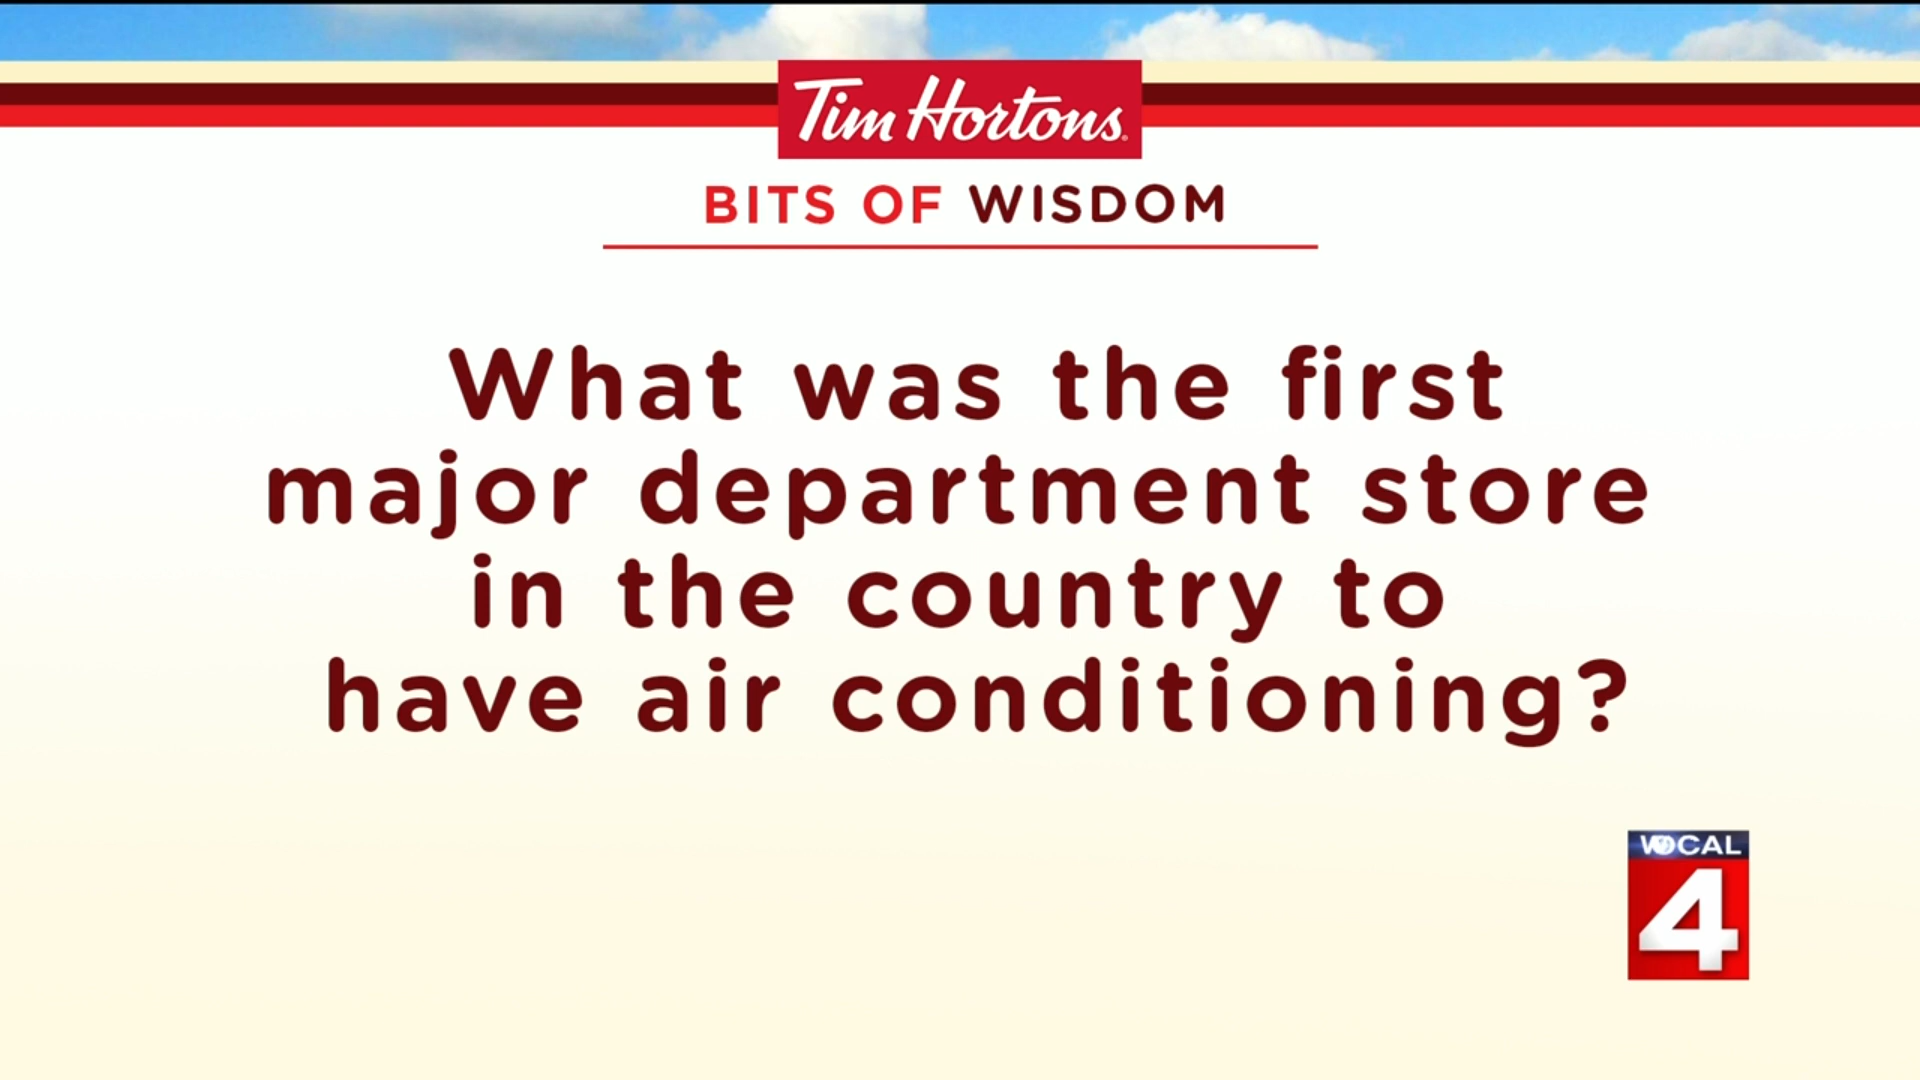 Tim Hortons.
BITS OF WISDOM
What was the first
major department store
in the country to
have air conditioning?
4